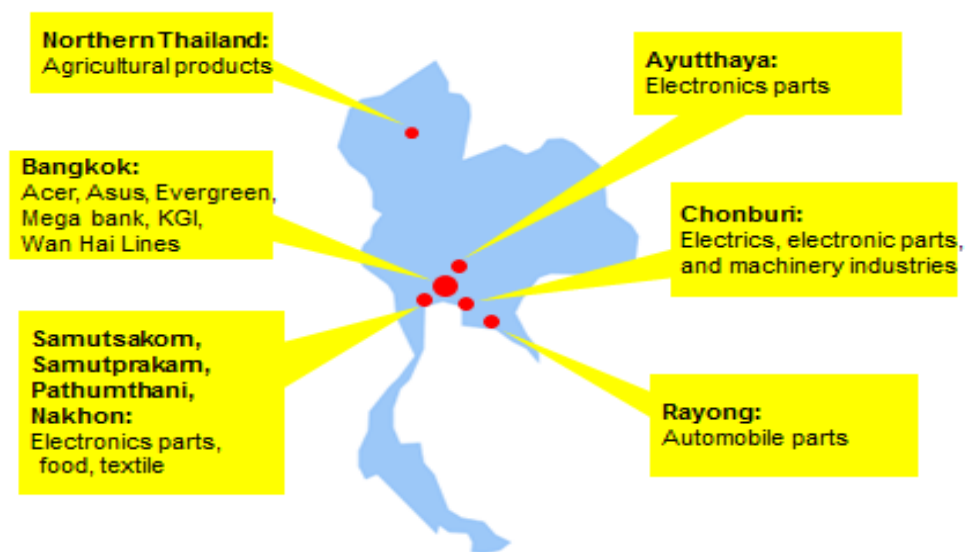 Northern Thailand:
Agricultural products
Ayutthaya:
Electronics parts
Bangkok:
Acer, Asus, Evergreen,
Mega bank, KGI,
Wan Hai Lines
Chonburi:
Electrics, electronic parts,
and machinery industries
Samutsakorn,
Samutprakarn,
Pathumthani,
Nakhon:
Electronics parts,
food, textile
Rayong:
Automobile parts